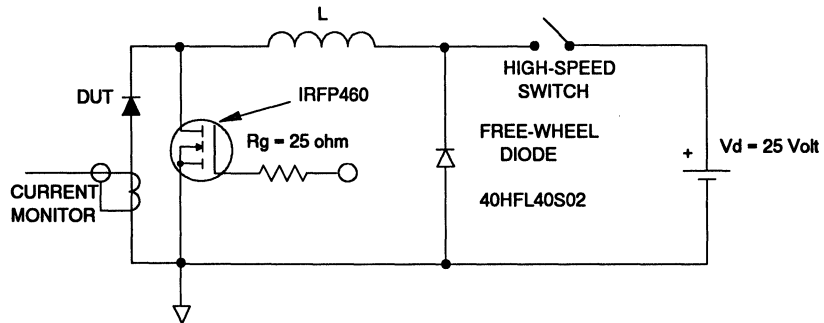 L
HIGH-SPEED
SWITCH
DUT
IRFP460
Rg = 25 ohm
FREE-WHEEL
DIODE
40HFL40S02
+
Vd = 25 Volt
CURRENT
MONITOR